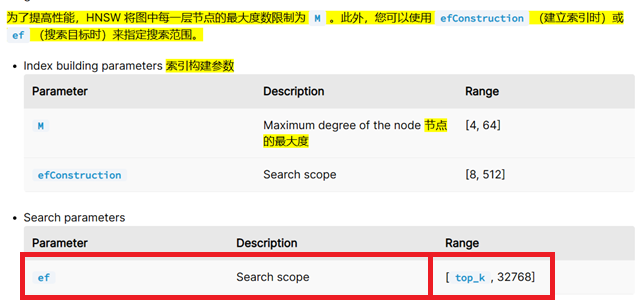 为了提高性能，HNSW 将图中每一层节点的最大度数限制为 M 。此外，您可以使用 efConstruction （建立索引时）或
ef （搜索目标时）来指定搜索范围。
• Index building parameters 索引构建参数
Parameter Description Range
M Maximum degree of the node 节点
的最大度 [4, 64]
efConstruction Search scope [8, 512]
• Search parameters
Parameter Description Range
ef Search scope [ top_k , 32768]